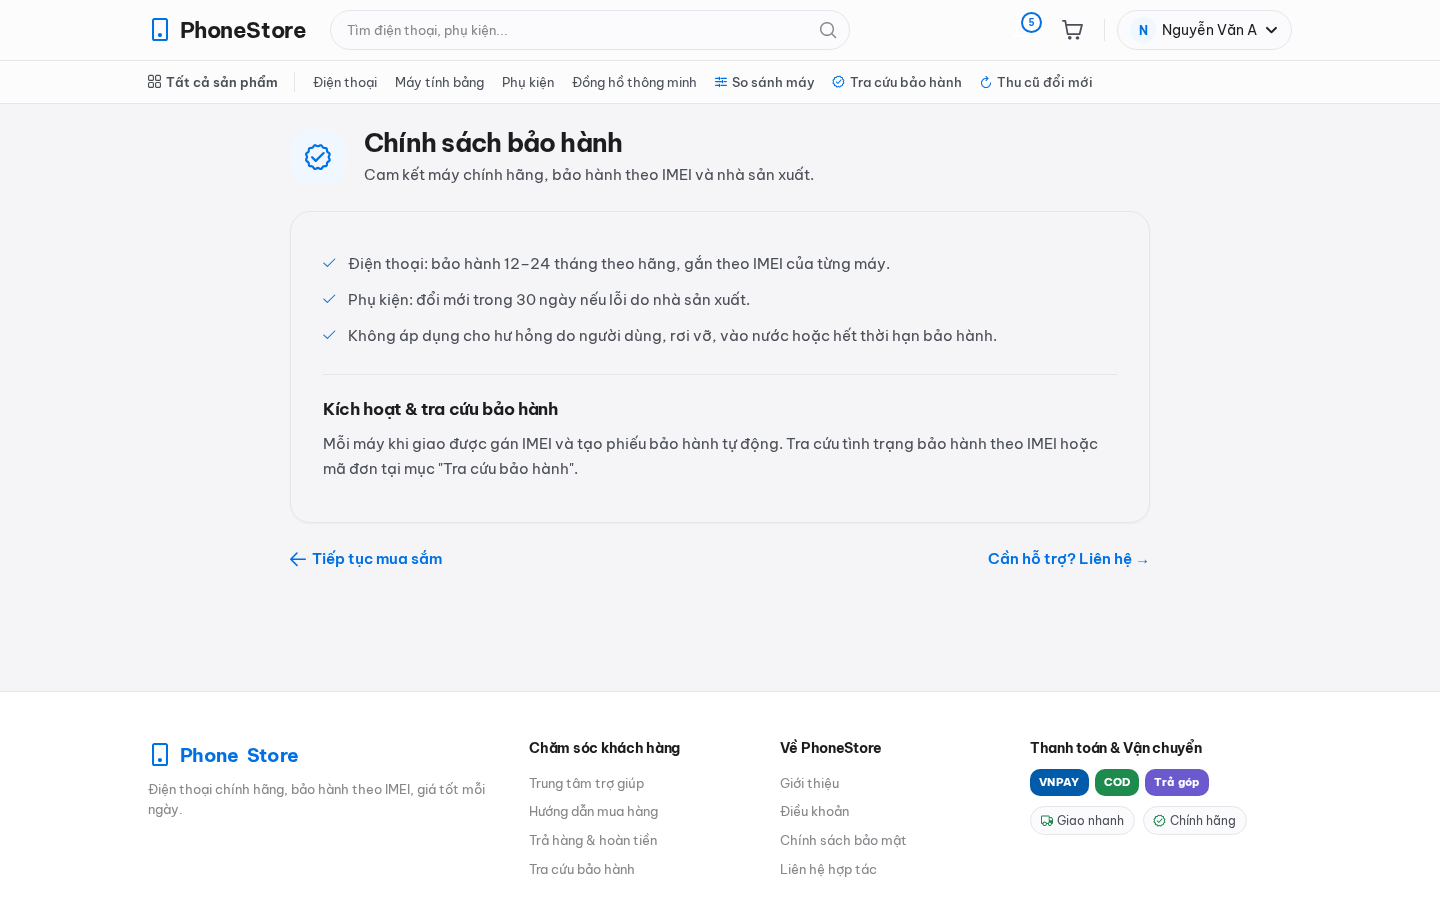 PhoneStore
Tìm điện thoại, phụ kiện...
5
N Nguyễn Văn A
Tất cả sản phẩm
Điện thoại
Máy tính bảng
Phụ kiện
Đồng hồ thông minh
So sánh máy
Tra cứu bảo hành
Thu cũ đổi mới
Chính sách bảo hành
Cam kết máy chính hãng, bảo hành theo IMEI và nhà sản xuất.
Điện thoại: bảo hành 12–24 tháng theo hãng, gắn theo IMEI của từng máy.
Phụ kiện: đổi mới trong 30 ngày nếu lỗi do nhà sản xuất.
Không áp dụng cho hư hỏng do người dùng, rơi vỡ, vào nước hoặc hết thời hạn bảo hành.
Kích hoạt & tra cứu bảo hành
Mỗi máy khi giao được gán IMEI và tạo phiếu bảo hành tự động. Tra cứu tình trạng bảo hành theo IMEI hoặc
mã đơn tại mục "Tra cứu bảo hành".
← Tiếp tục mua sắm
Cần hỗ trợ? Liên hệ →
Phone Store
Điện thoại chính hãng, bảo hành theo IMEI, giá tốt mỗi
ngày.
Chăm sóc khách hàng
Trung tâm trợ giúp
Hướng dẫn mua hàng
Trả hàng & hoàn tiền
Tra cứu bảo hành
Về PhoneStore
Giới thiệu
Điều khoản
Chính sách bảo mật
Liên hệ hợp tác
Thanh toán & Vận chuyển
VNPAY
COD
Trả góp
Giao nhanh
Chính hãng